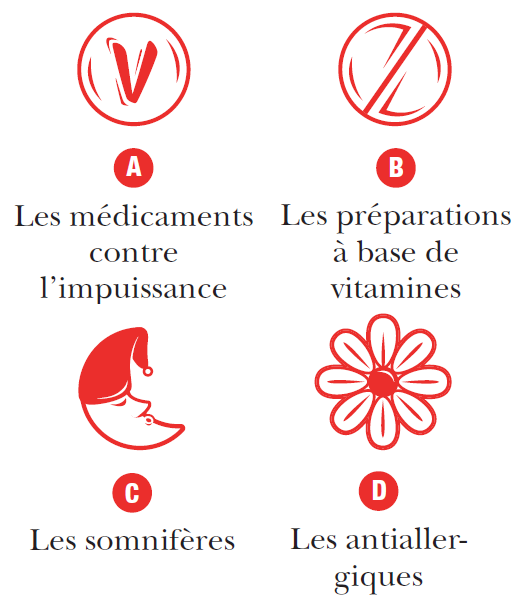 V
A
Les médicaments
contre
l'impuissance
B
Les préparations
à base de
vitamines
C
Les somnifères
D
Les antialler-
giques